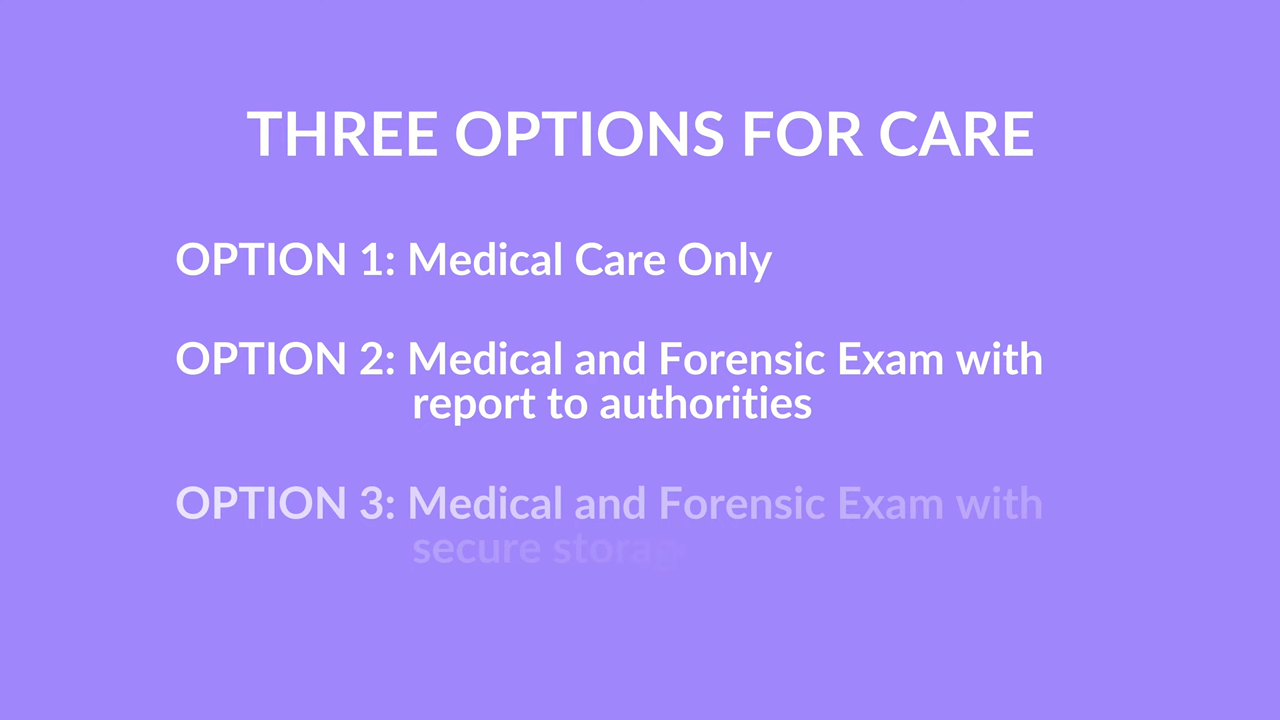 THREE OPTIONS FOR CARE
OPTION 1: Medical Care Only
OPTION 2: Medical and Forensic Exam with
report to authorities
OPTION 3: Medical and Forensic Exam with
secure storage